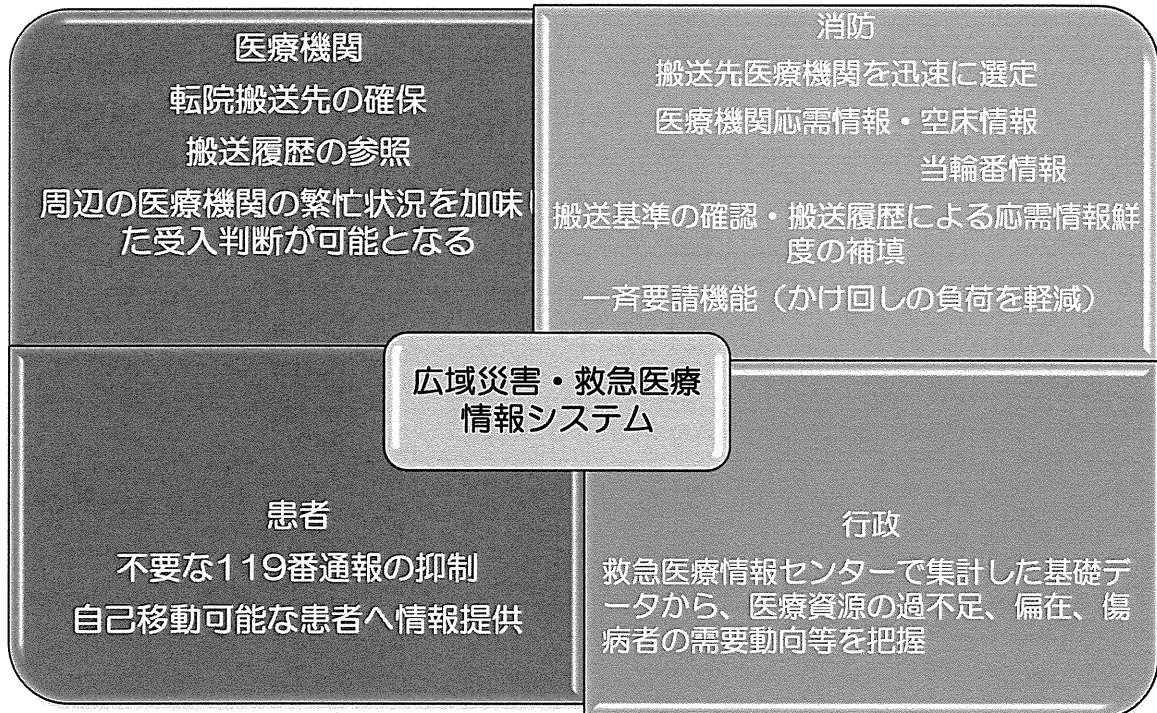 医療機関
転院搬送先の確保
搬送履歴の参照
周辺の医療機関の繁忙状況を加味し
た受入判断が可能となる
消防
搬送先医療機関を迅速に選定
医療機関応需情報・空床情報
当輪番情報
搬送基準の確認・搬送履歴による応需情報鮮
度の補填
一斉要請機能（かけ回しの負荷を軽減）
広域災害・救急医療
情報システム
患者
不要な119番通報の抑制
自己移動可能な患者へ情報提供
行政
救急医療情報センターで集計した基礎デ
ータから、医療資源の過不足、偏在、傷
病者の需要動向等を把握